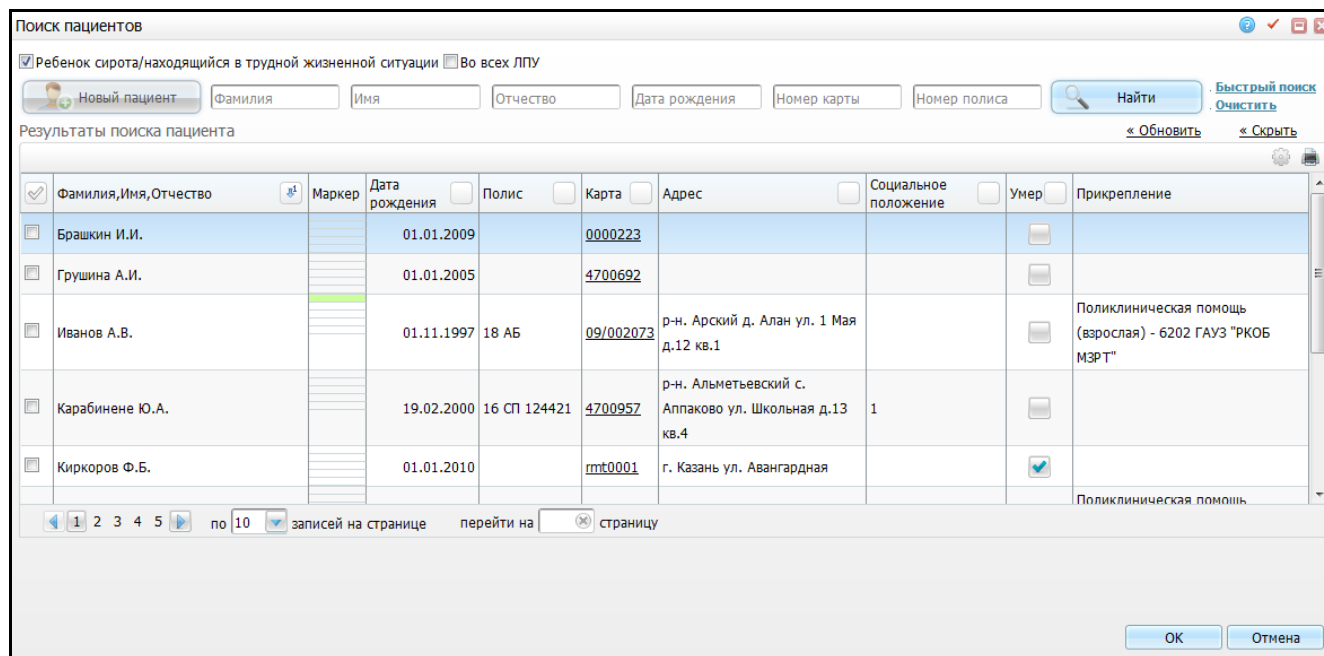 Поиск пациентов
Ребенок сирота/находящийся в трудной жизненной ситуации Во всех ЛПУ
Новый пациент Фамилия Имя Отчество Дата рождения Номер карты Номер полиса Найти . Быстрый поиск
. Очистить
Результаты поиска пациента « Обновить « Скрыть
Фамилия,Имя,Отчество 1 Маркер Дата рождения Полис Карта Адрес Социальное положение Умер Прикрепление
Брашкин И.И. 01.01.2009 0000223
Грушина А.И. 01.01.2005 4700692
Иванов А.В. 01.11.1997 18 АБ 09/002073 р-н. Арский д. Алан ул. 1 Мая
д.12 кв.1
Поликлиническая помощь
(взрослая) - 6202 ГАУЗ "РКОБ
МЗРТ"
Карабинене Ю.А. 19.02.2000 16 СП 124421 4700957 р-н. Альметьевский с.
Аппаково ул. Школьная д.13
кв.4
1
Киркоров Ф.Б. 01.01.2010 rmt0001 г. Казань ул. Авангардная
Поликлиническая помощь
1 2 3 4 5 по 10 записей на странице перейти на страницу
OK Отмена